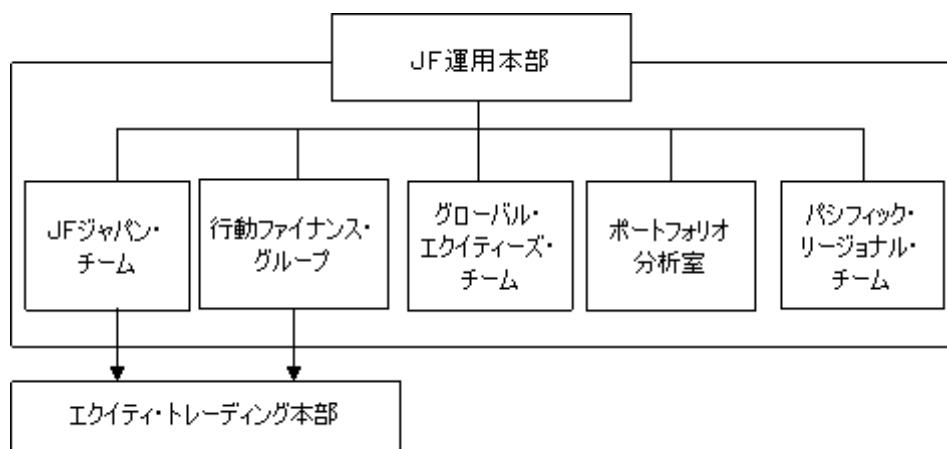 JF運用本部
JFジャパン・
チーム
行動ファイナンス・
グループ
グローバル・
エクイティーズ・
チーム
ポートフォリオ
分析室
パシフィック・
リージョナル・
チーム
エクイティ・トレーディング本部